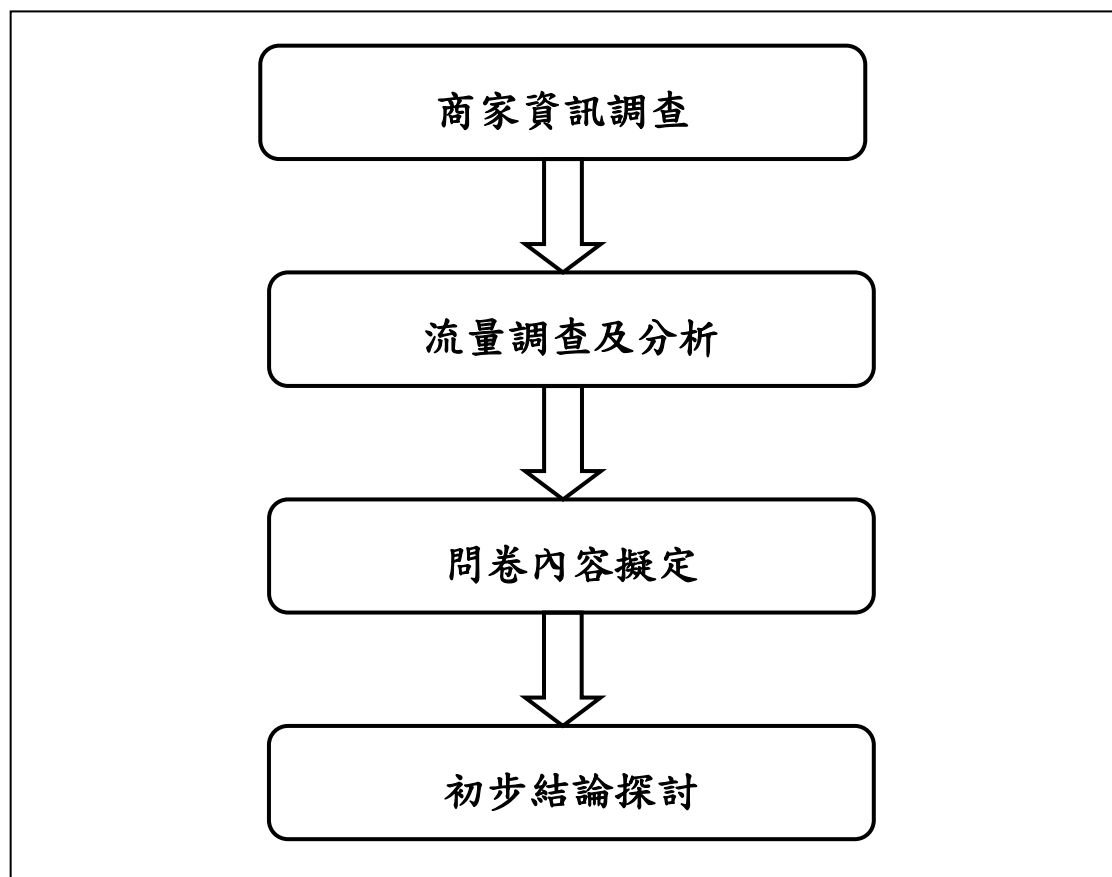 商家資訊調查
流量調查及分析
問卷內容擬定
初步結論探討